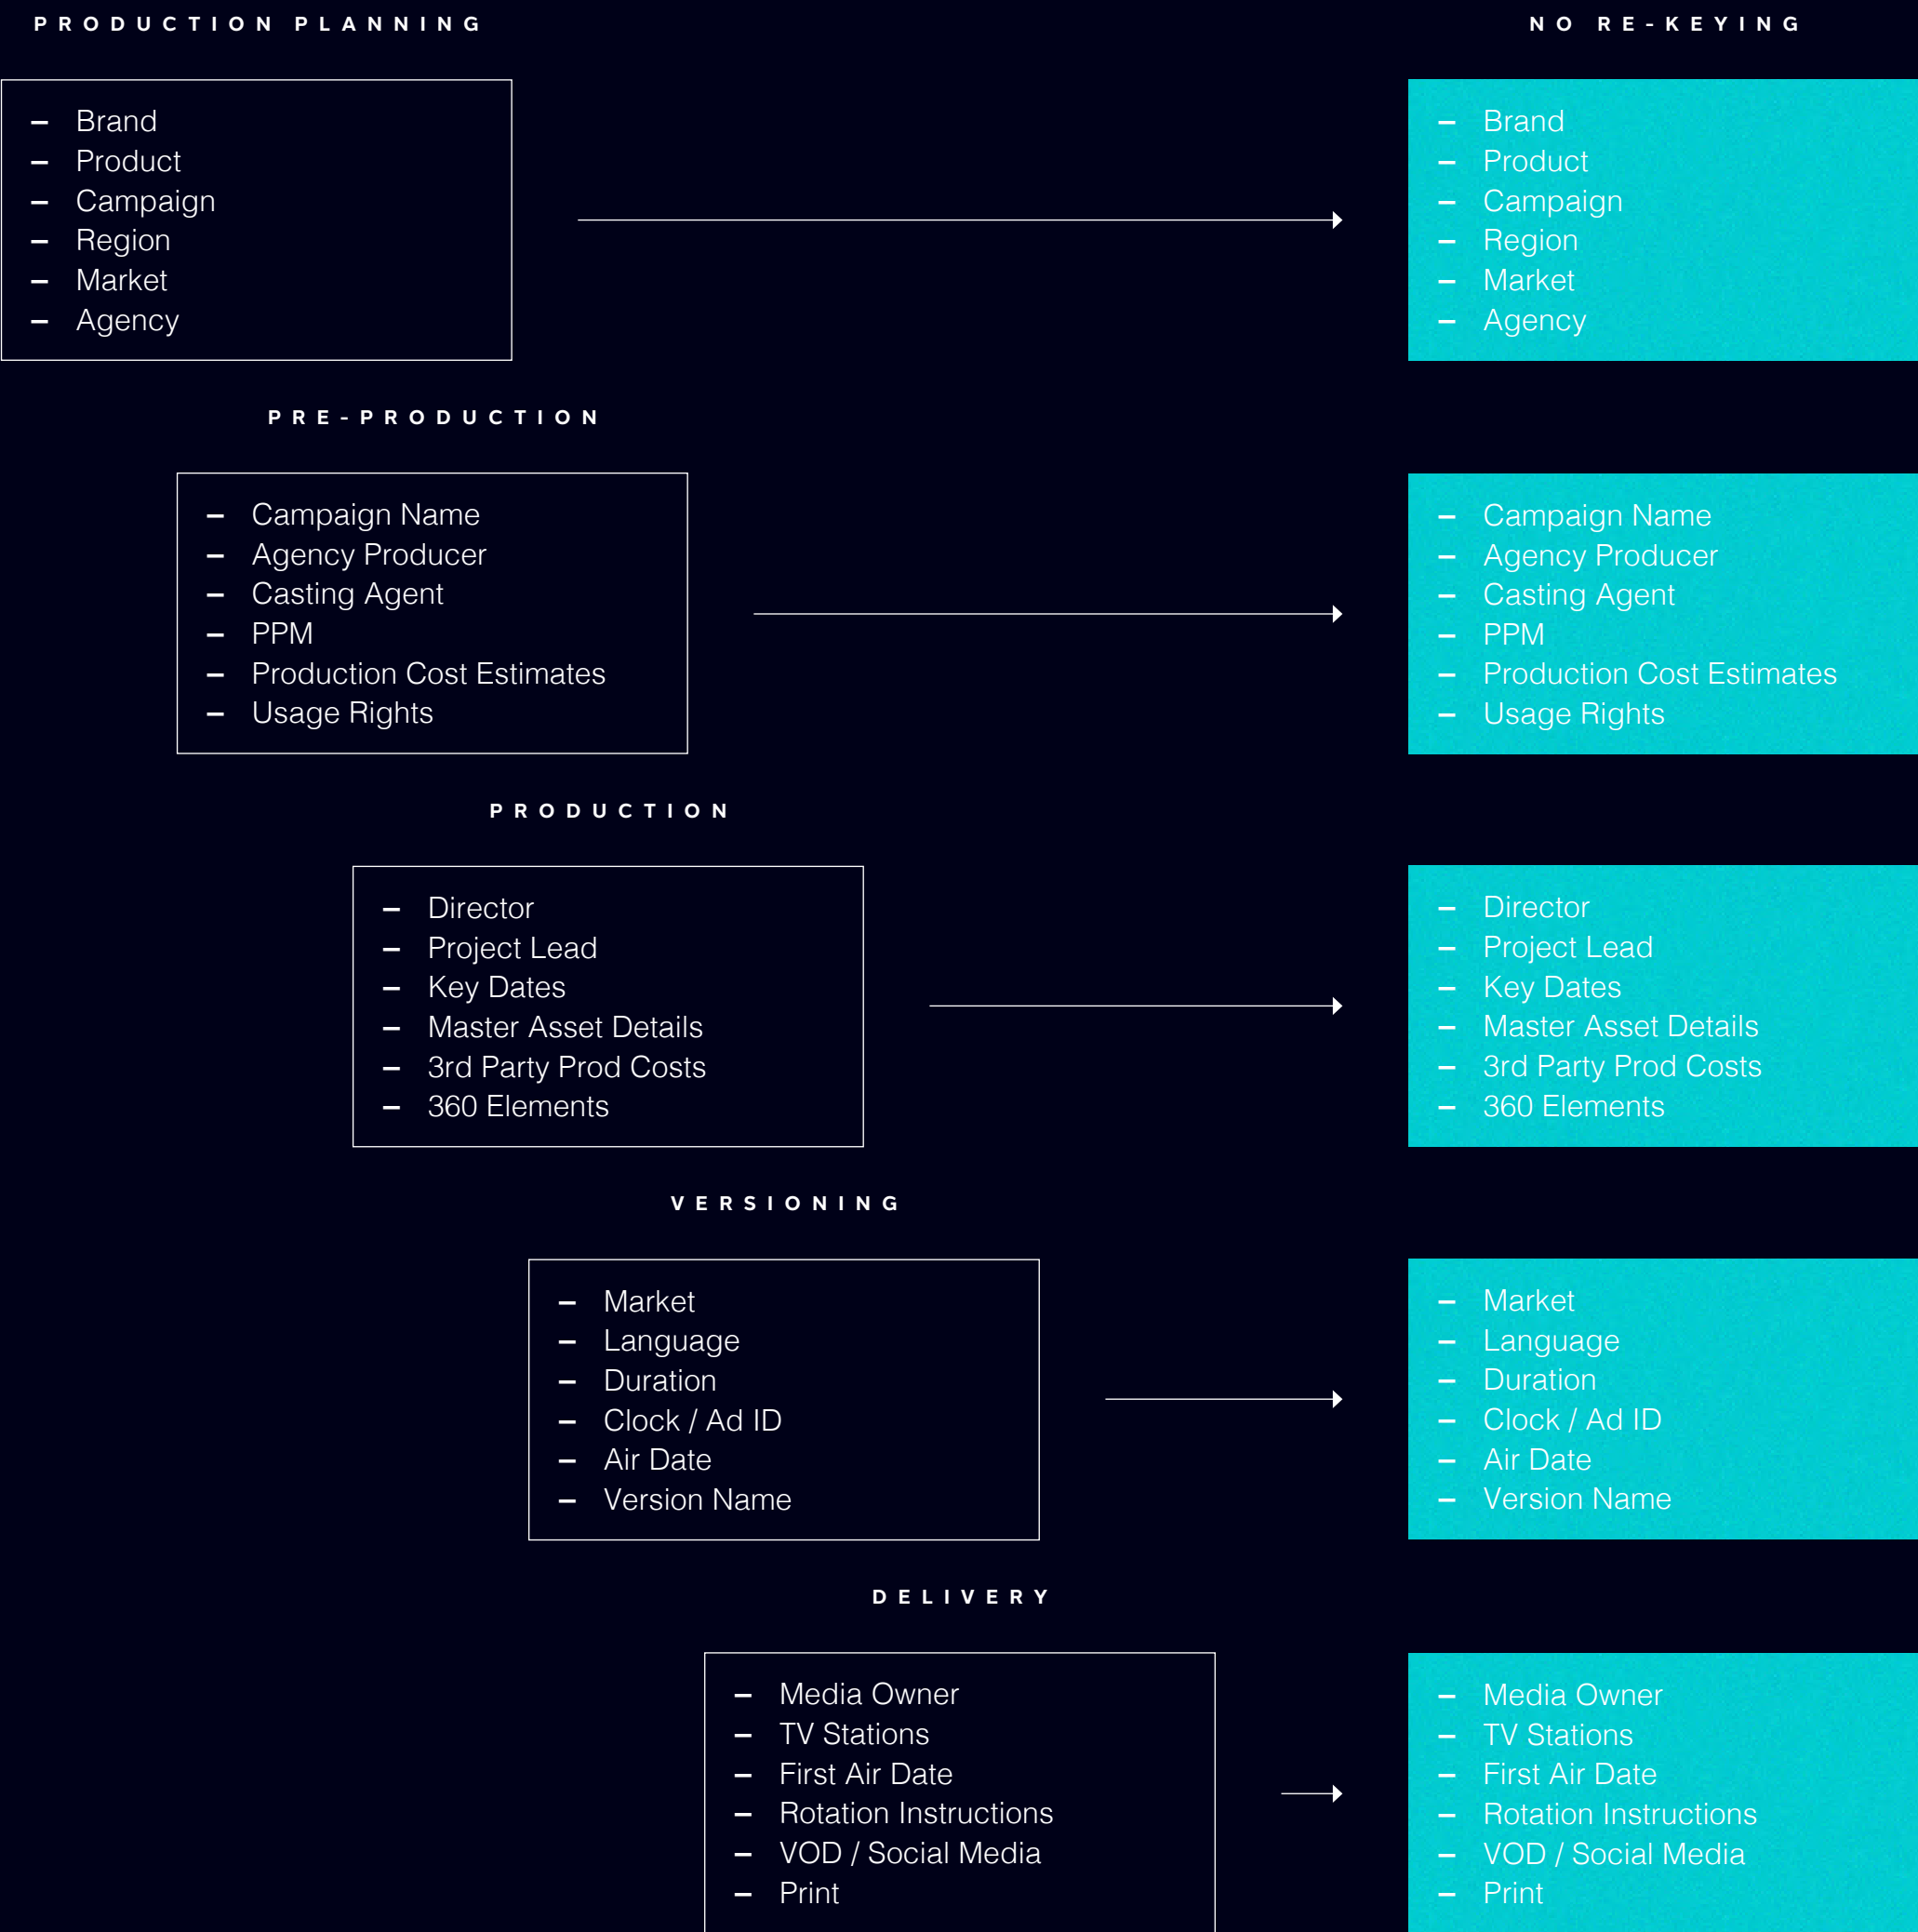 PRODUCTION PLANNING
NO RE-KEYING
– Brand
– Product
– Campaign
– Region
– Market
– Agency
– Brand
– Product
– Campaign
– Region
– Market
– Agency
PRE-PRODUCTION
– Campaign Name
– Agency Producer
– Casting Agent
– PPM
– Production Cost Estimates
– Usage Rights
– Campaign Name
– Agency Producer
– Casting Agent
– PPM
– Production Cost Estimates
– Usage Rights
PRODUCTION
– Director
– Project Lead
– Key Dates
– Master Asset Details
– 3rd Party Prod Costs
– 360 Elements
– Director
– Project Lead
– Key Dates
– Master Asset Details
– 3rd Party Prod Costs
– 360 Elements
VERSIONING
– Market
– Language
– Duration
– Clock / Ad ID
– Air Date
– Version Name
– Market
– Language
– Duration
– Clock / Ad ID
– Air Date
– Version Name
DELIVERY
– Media Owner
– TV Stations
– First Air Date
– Rotation Instructions
– VOD / Social Media
– Print
– Media Owner
– TV Stations
– First Air Date
– Rotation Instructions
– VOD / Social Media
– Print